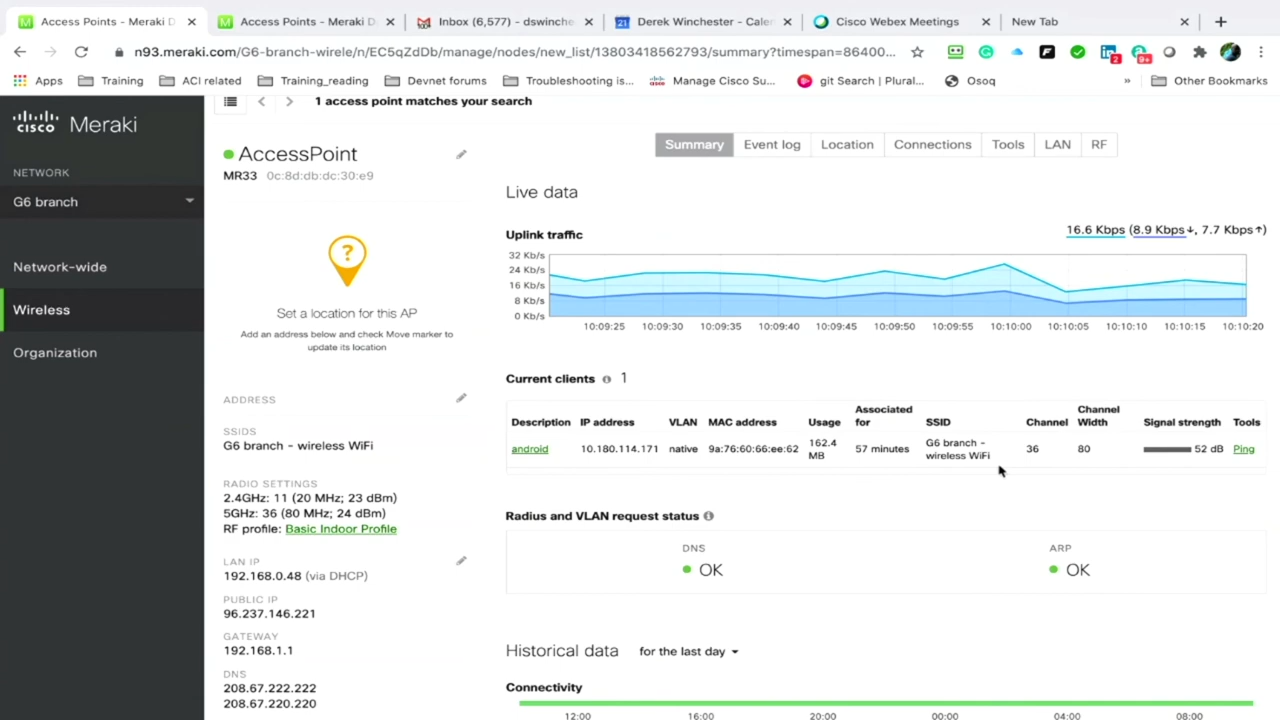 Access Points - Meraki D
Access Points - Meraki D
Inbox (6,577) - dswinche
Derek Winchester - Calen
Cisco Webex Meetings
New Tab
n93.meraki.com/G6-branch-wirele/n/EC5qZdDb/manage/nodes/new_list/13803418562793/summary?timespan=86400...
2
9+
Apps
Training
ACI related
Training_reading
Devnet forums
Troubleshooting is...
Manage Cisco Su...
git Search | Plural...
Osoq
»
Other Bookmarks
cisco Meraki
NETWORK
G6 branch
Network-wide
Wireless
Organization
1 access point matches your search
AccessPoint
MR33 0c:8d:db:dc:30:e9
?
Set a location for this AP
Add an address below and check Move marker to
update its location
ADDRESS
SSIDS
G6 branch - wireless WiFi
RADIO SETTINGS
2.4GHz: 11 (20 MHz; 23 dBm)
5GHz: 36 (80 MHz; 24 dBm)
RF profile: Basic Indoor Profile
LAN IP
192.168.0.48 (via DHCP)
PUBLIC IP
96.237.146.221
GATEWAY
192.168.1.1
DNS
208.67.222.222
208.67.220.220
Summary
Event log
Location
Connections
Tools
LAN
RF
Live data
Uplink traffic
16.6 Kbps (8.9 Kbps↓, 7.7 Kbps↑)
32 Kb/s
24 Kb/s
16 Kb/s
8 Kb/s
0 Kb/s
10:09:25 10:09:30 10:09:35 10:09:40 10:09:45 10:09:50 10:09:55 10:10:00 10:10:05 10:10:10 10:10:15 10:10:20
Current clients i 1
Description IP address VLAN MAC address Usage Associated for SSID Channel Channel Width Signal strength Tools
android 10.180.114.171 native 9a:76:60:66:ee:62 162.4 MB 57 minutes G6 branch - wireless WiFi 36 80 52 dB Ping
Radius and VLAN request status i
DNS
OK
ARP
OK
Historical data for the last day
Connectivity
12:00 16:00 20:00 00:00 04:00 08:00